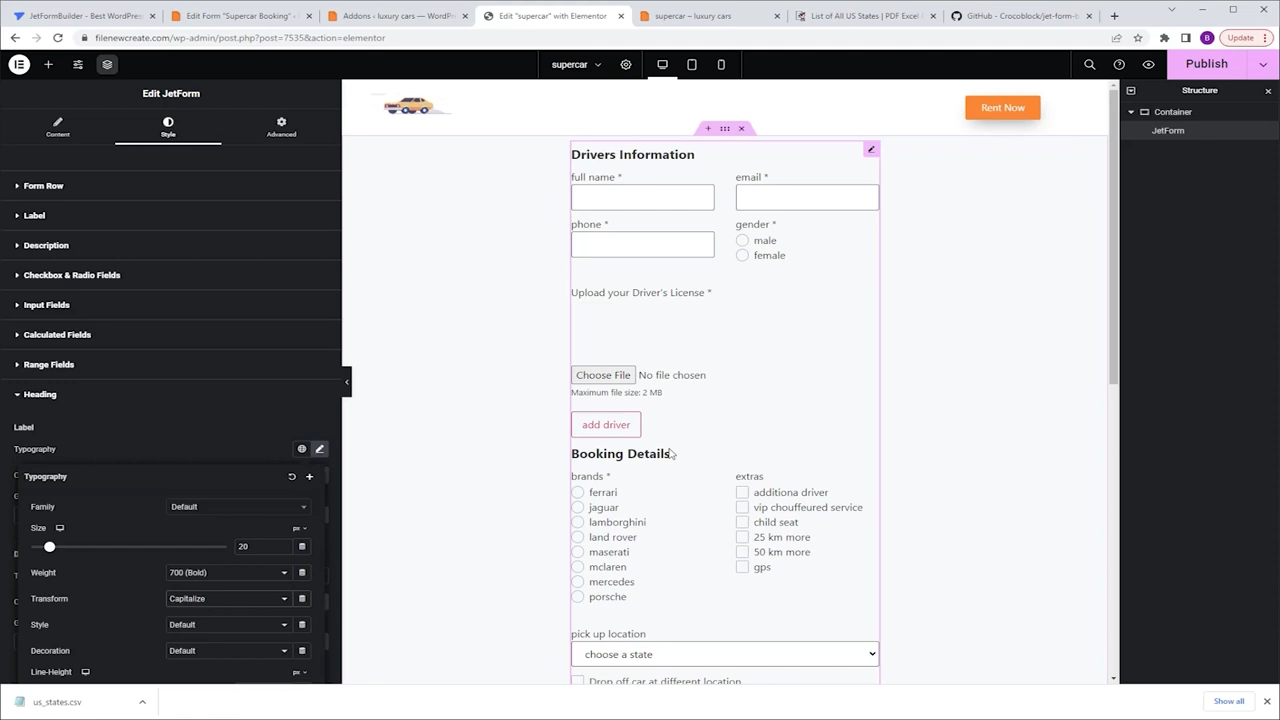 JetFormBuilder - Best WordPress
Edit Form "Supercar Booking" ‹
Addons ‹ luxury cars — WordPr
Edit "supercar" with Elementor
supercar – luxury cars
List of All US States | PDF Excel
GitHub - Crocoblock/jet-form-b
filenewcreate.com/wp-admin/post.php?post=7535&action=elementor
B
Update
supercar
Publish
Edit JetForm
Content
Style
Advanced
Form Row
Label
Description
Checkbox & Radio Fields
Input Fields
Calculated Fields
Range Fields
Heading
Label
Typography
Typography
Family
Default
Size
px
20
Weight
700 (Bold)
Transform
Capitalize
Style
Default
Decoration
Default
Line-Height
px
Rent Now
Drivers Information
full name *
email *
phone *
gender *
male
female
Upload your Driver's License *
Choose File No file chosen
Maximum file size: 2 MB
add driver
Booking Details
brands *
extras
ferrari
additiona driver
jaguar
vip chouffeured service
lamborghini
child seat
land rover
25 km more
maserati
50 km more
mclaren
gps
mercedes
porsche
pick up location
choose a state
Drop off car at different location
Structure
Container
JetForm
us_states.csv
Show all